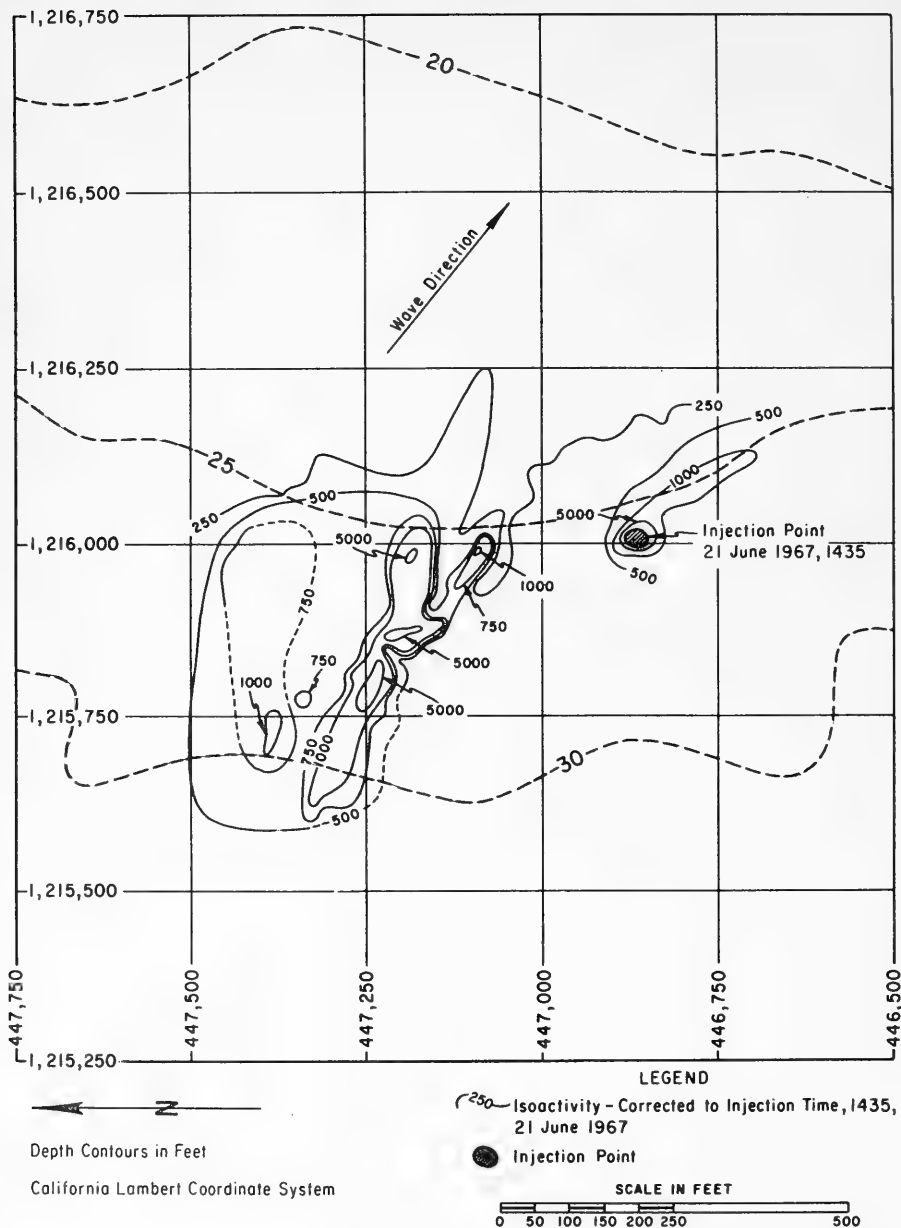 1,216,750
20
1,216,500
Wave Direction
1,216,250
250
500
25
1000
250
500
5000
5000
Injection Point
21 June 1967, 1435
1,216,000
500
1000
750
750
750
5000
1000
5000
1,215,750
750
1000
30
500
1,215,500
447,750
447,500
447,250
447,000
446,750
446,500
1,215,250
LEGEND
N
250 Isoactivity - Corrected to Injection Time, 1435,
21 June 1967
Depth Contours in Feet
Injection Point
California Lambert Coordinate System
SCALE IN FEET
0 50 100 150 200 250 500